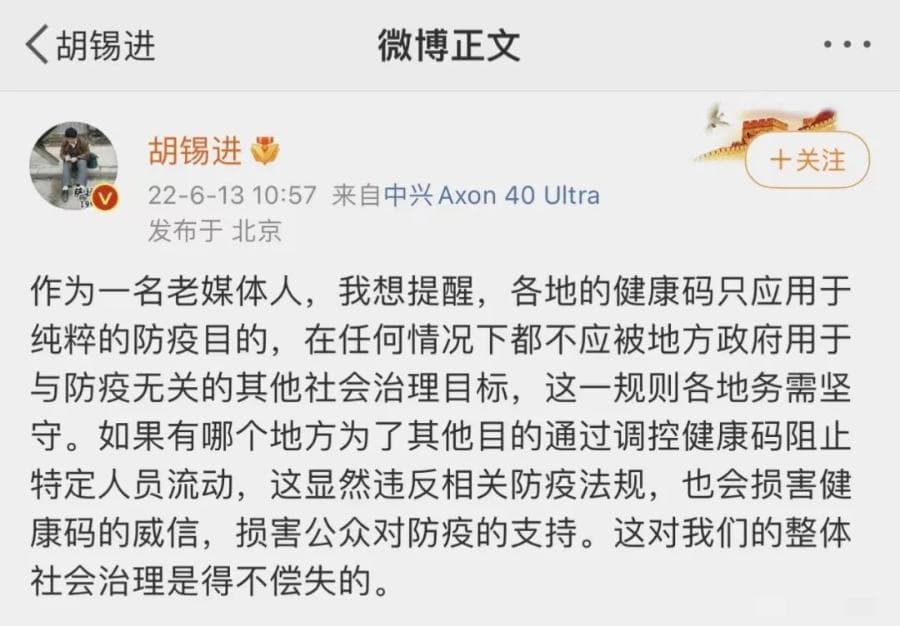 胡锡进
微博正文
胡锡进
+关注
22-6-13 10:57 来自中兴Axon 40 Ultra
发布于 北京
作为一名老媒体人，我想提醒，各地的健康码只应用于
纯粹的防疫目的，在任何情况下都不应被地方政府用于
与防疫无关的其他社会治理目标，这一规则各地务需坚
守。如果有哪个地方为了其他目的通过调控健康码阻止
特定人员流动，这显然违反相关防疫法规，也会损害健
康码的威信，损害公众对防疫的支持。这对我们的整体
社会治理是得不偿失的。